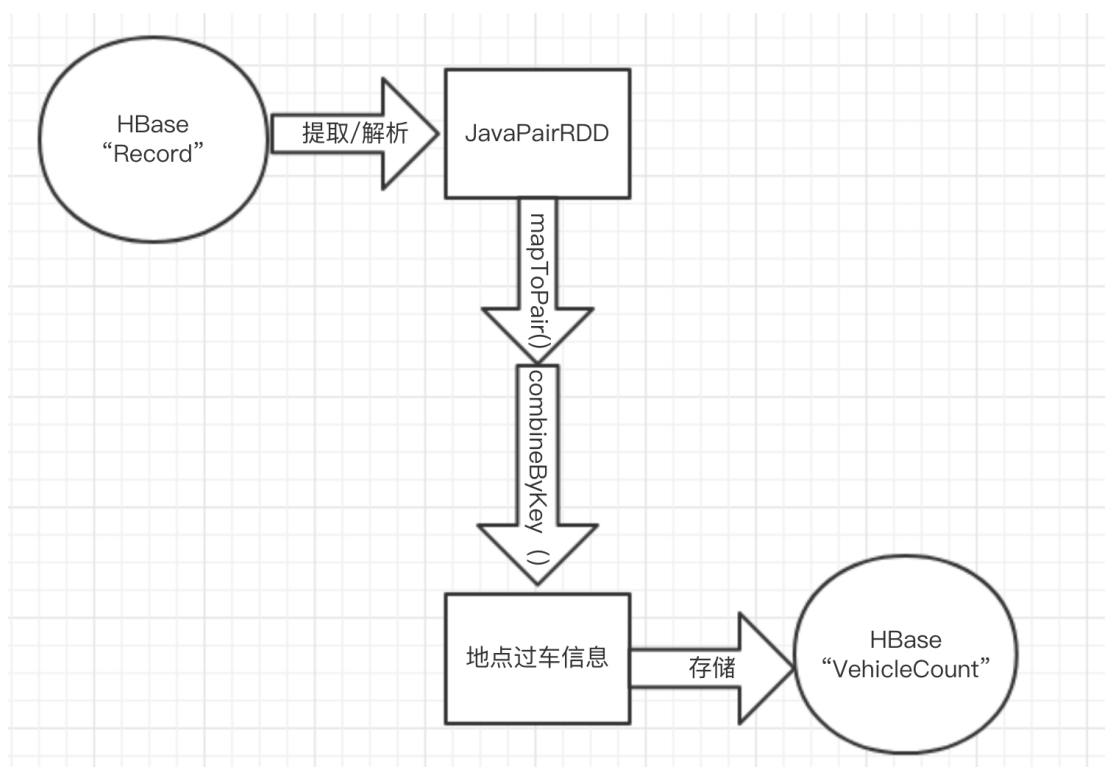 HBase
“Record”
提取/解析
JavaPairRDD
mapToPair()
combineByKey（）
地点过车信息
存储
HBase
“VehicleCount”